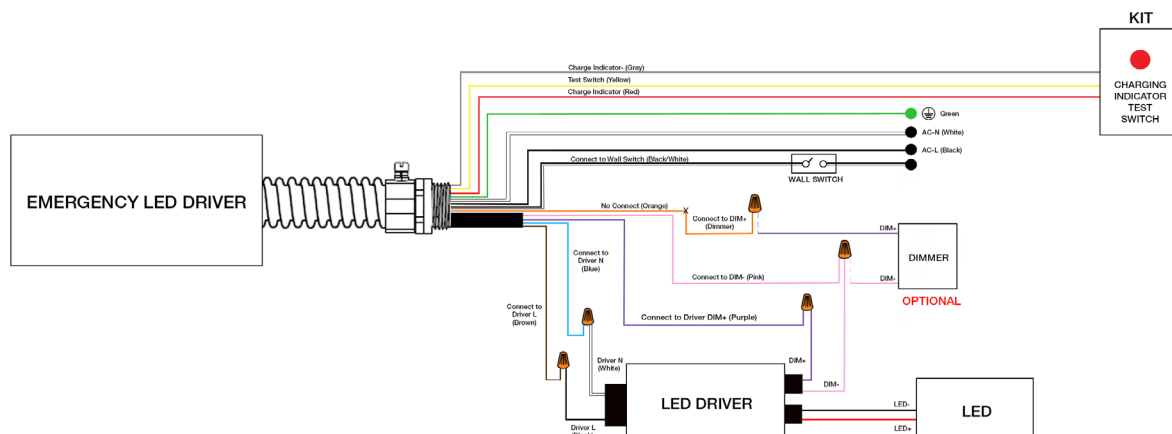 KIT
Charge Indicator- (Gray)
Test Switch (Yellow)
Charge Indicator (Red)
CHARGING
INDICATOR
TEST
SWITCH
Green
AC-N (White)
AC-L (Black)
Connect to Wall Switch (Black/White)
WALL SWITCH
EMERGENCY LED DRIVER
No Connect (Orange)
X
Connect to DIM+
(Dimmer)
DIM+
DIMMER
Connect to
Driver N
(Blue)
Connect to DIM- (Pink)
DIM-
OPTIONAL
Connect to
Driver L
(Brown)
Connect to Driver DIM+ (Purple)
Driver N
(White)
DIM+
DIM-
LED DRIVER
LED-
LED
LED+
Driver L